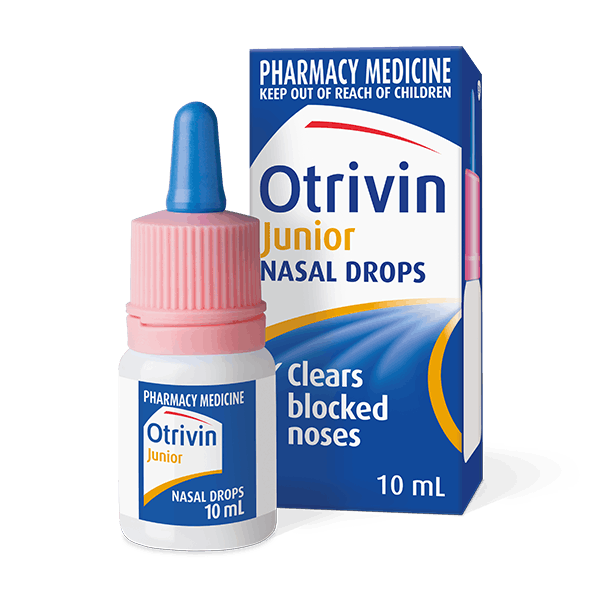 PHARMACY MEDICINE
KEEP OUT OF REACH OF CHILDREN
Otrivin
Junior
NASAL DROPS
Clears
blocked
noses
10 mL
PHARMACY MEDICINE
Otrivin
Junior
NASAL DROPS
10 mL